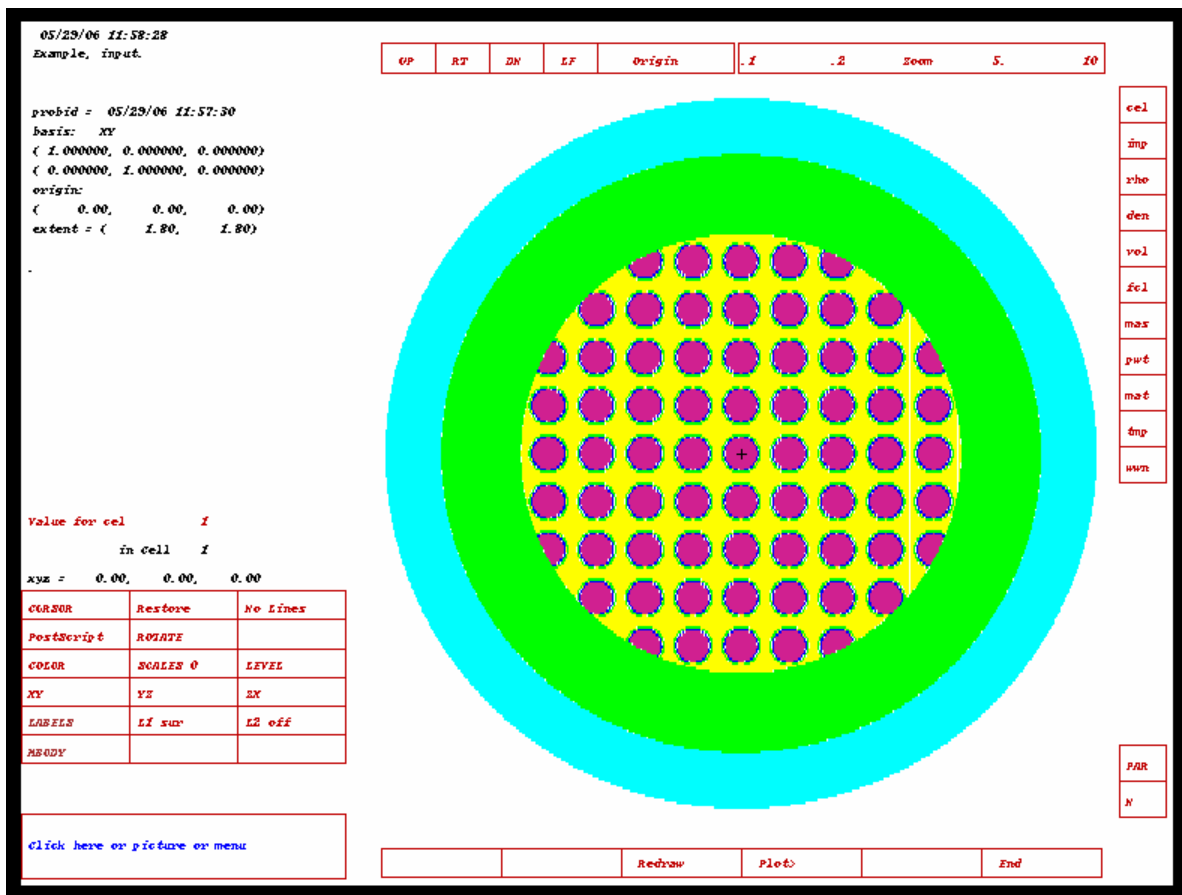 05/29/06 11:58:28
Example, input.
UP RT DN LF Origin .1 .2 Zoom 5. 10
probid = 05/29/06 11:57:30
basis: XY
( 1.000000, 0.000000, 0.000000)
( 0.000000, 1.000000, 0.000000)
origin:
( 0.00, 0.00, 0.00)
extent = ( 1.80, 1.80)
cel
imp
rho
den
vol
fcl
mas
pwt
mat
tmp
wwn
Value for cel 1
in cell 1
xyz = 0.00, 0.00, 0.00
CURSOR Restore No Lines
PostScript ROTATE
COLOR SCALES 0 LEVEL
XY YZ ZX
LABELS L1 sur L2 off
MBODY
PAR
N
Click here or picture or menu
Redraw Plot> End